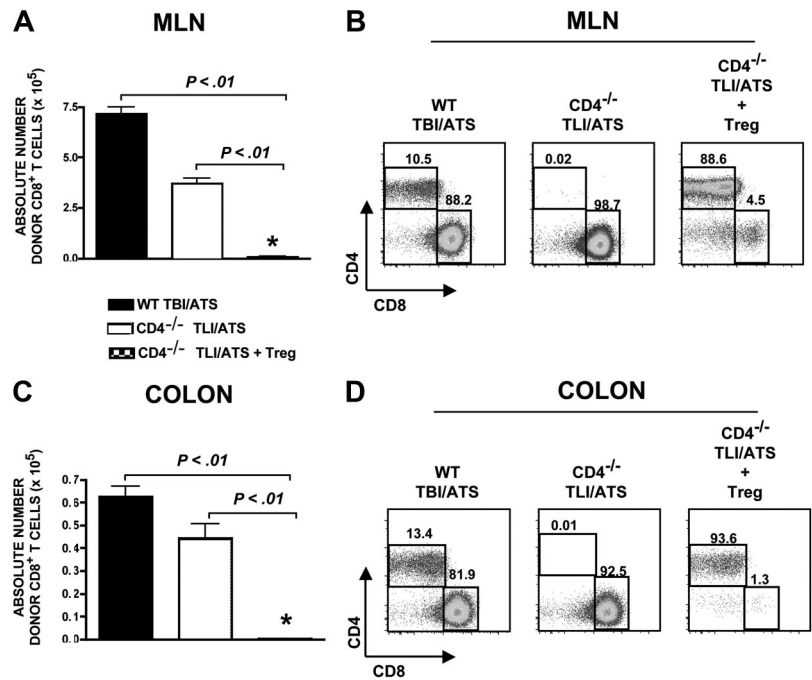 A
MLN
ABSOLUTE NUMBER
DONOR CD8+ T CELLS (x 10^5)
7.5
5.0
2.5
0.0
P < .01
P < .01
*
WT TBI/ATS
CD4-/- TLI/ATS
CD4-/- TLI/ATS + Treg
B
MLN
WT
TBI/ATS
CD4-/-
TLI/ATS
CD4-/-
TLI/ATS
+
Treg
10.5
88.2
0.02
98.7
88.6
4.5
CD4
CD8
C
COLON
ABSOLUTE NUMBER
DONOR CD8+ T CELLS (x 10^5)
0.7
0.6
0.5
0.4
0.3
0.2
0.1
0.0
P < .01
P < .01
*
D
COLON
WT
TBI/ATS
CD4-/-
TLI/ATS
CD4-/-
TLI/ATS
+
Treg
13.4
81.9
0.01
92.5
93.6
1.3
CD4
CD8